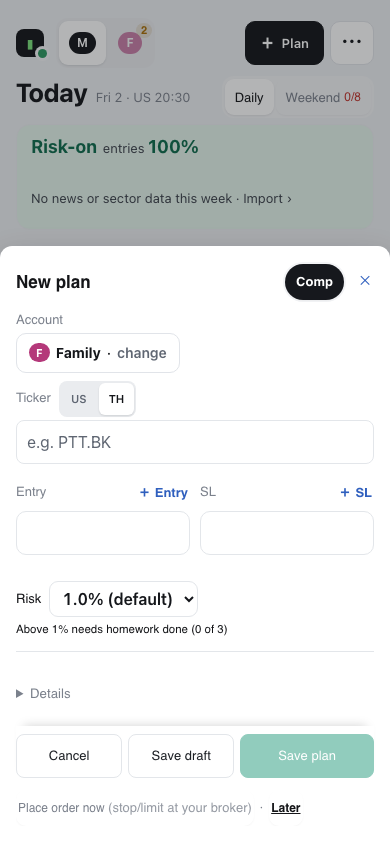 M F 2 + Plan ...
Today Fri 2 · US 20:30 Daily Weekend 0/8
Risk-on entries 100%
No news or sector data this week · Import ›
New plan Comp ×
Account
F Family · change
Ticker US TH
e.g. PTT.BK
Entry + Entry SL + SL
Risk 1.0% (default)
Above 1% needs homework done (0 of 3)
▶ Details
Cancel Save draft Save plan
Place order now (stop/limit at your broker) · Later